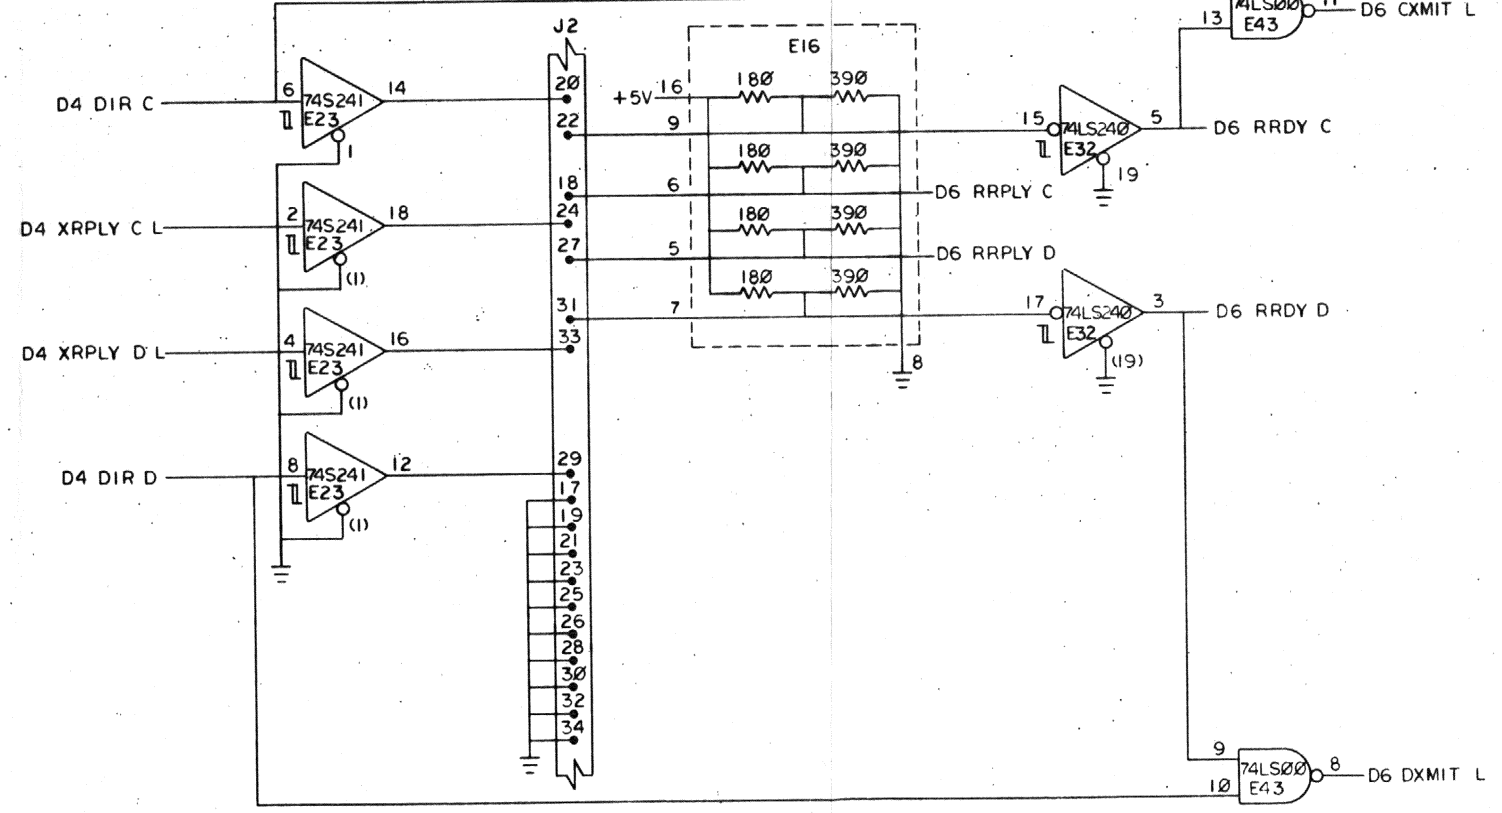 74LS00
E43
13
11
D6 CXMIT L
J2
E16
D4 DIR C
6
74S241
E23
14
1
20
22
+5V
16
180
390
9
15
74LS240
E32
5
D6 RRDY C
19
180
390
18
6
D6 RRPLY C
D4 XRPLY C L
2
74S241
E23
18
(1)
24
27
180
390
5
D6 RRPLY D
180
390
31
7
17
74LS240
E32
3
D6 RRDY D
(19)
33
8
D4 XRPLY D L
4
74S241
E23
16
(1)
D4 DIR D
8
74S241
E23
12
(1)
29
17
19
21
23
25
26
28
30
32
34
9
10
74LS00
E43
8
D6 DXMIT L